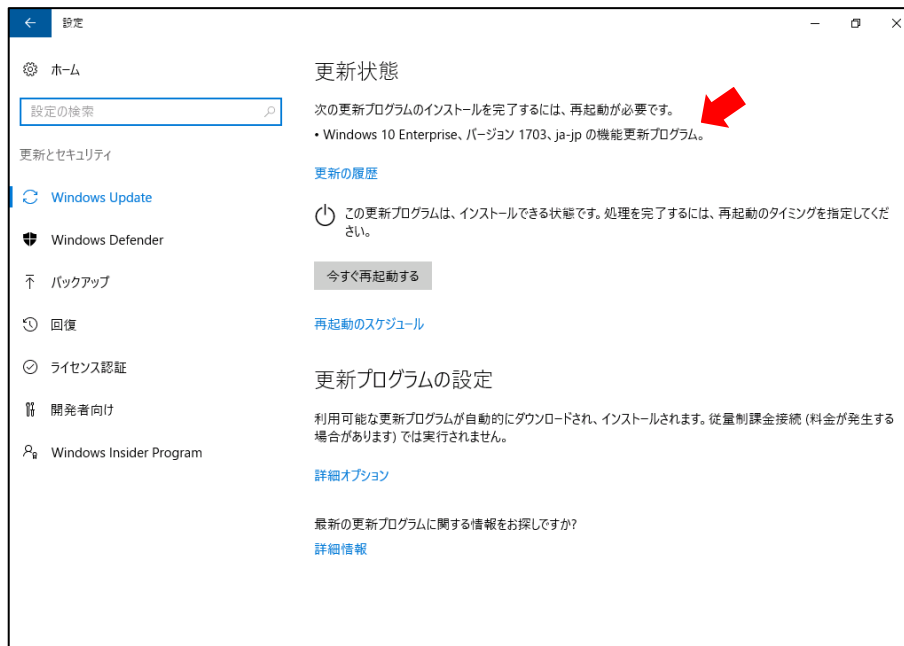 設定
ホーム
設定の検索
更新とセキュリティ
Windows Update
Windows Defender
バックアップ
回復
ライセンス認証
開発者向け
Windows Insider Program
更新状態
次の更新プログラムのインストールを完了するには、再起動が必要です。
• Windows 10 Enterprise、バージョン 1703、ja-jp の機能更新プログラム。
更新の履歴
この更新プログラムは、インストールできる状態です。処理を完了するには、再起動のタイミングを指定してくだ
さい。
今すぐ再起動する
再起動のスケジュール
更新プログラムの設定
利用可能な更新プログラムが自動的にダウンロードされ、インストールされます。従量制課金接続 (料金が発生する
場合があります) では実行されません。
詳細オプション
最新の更新プログラムに関する情報をお探しですか?
詳細情報